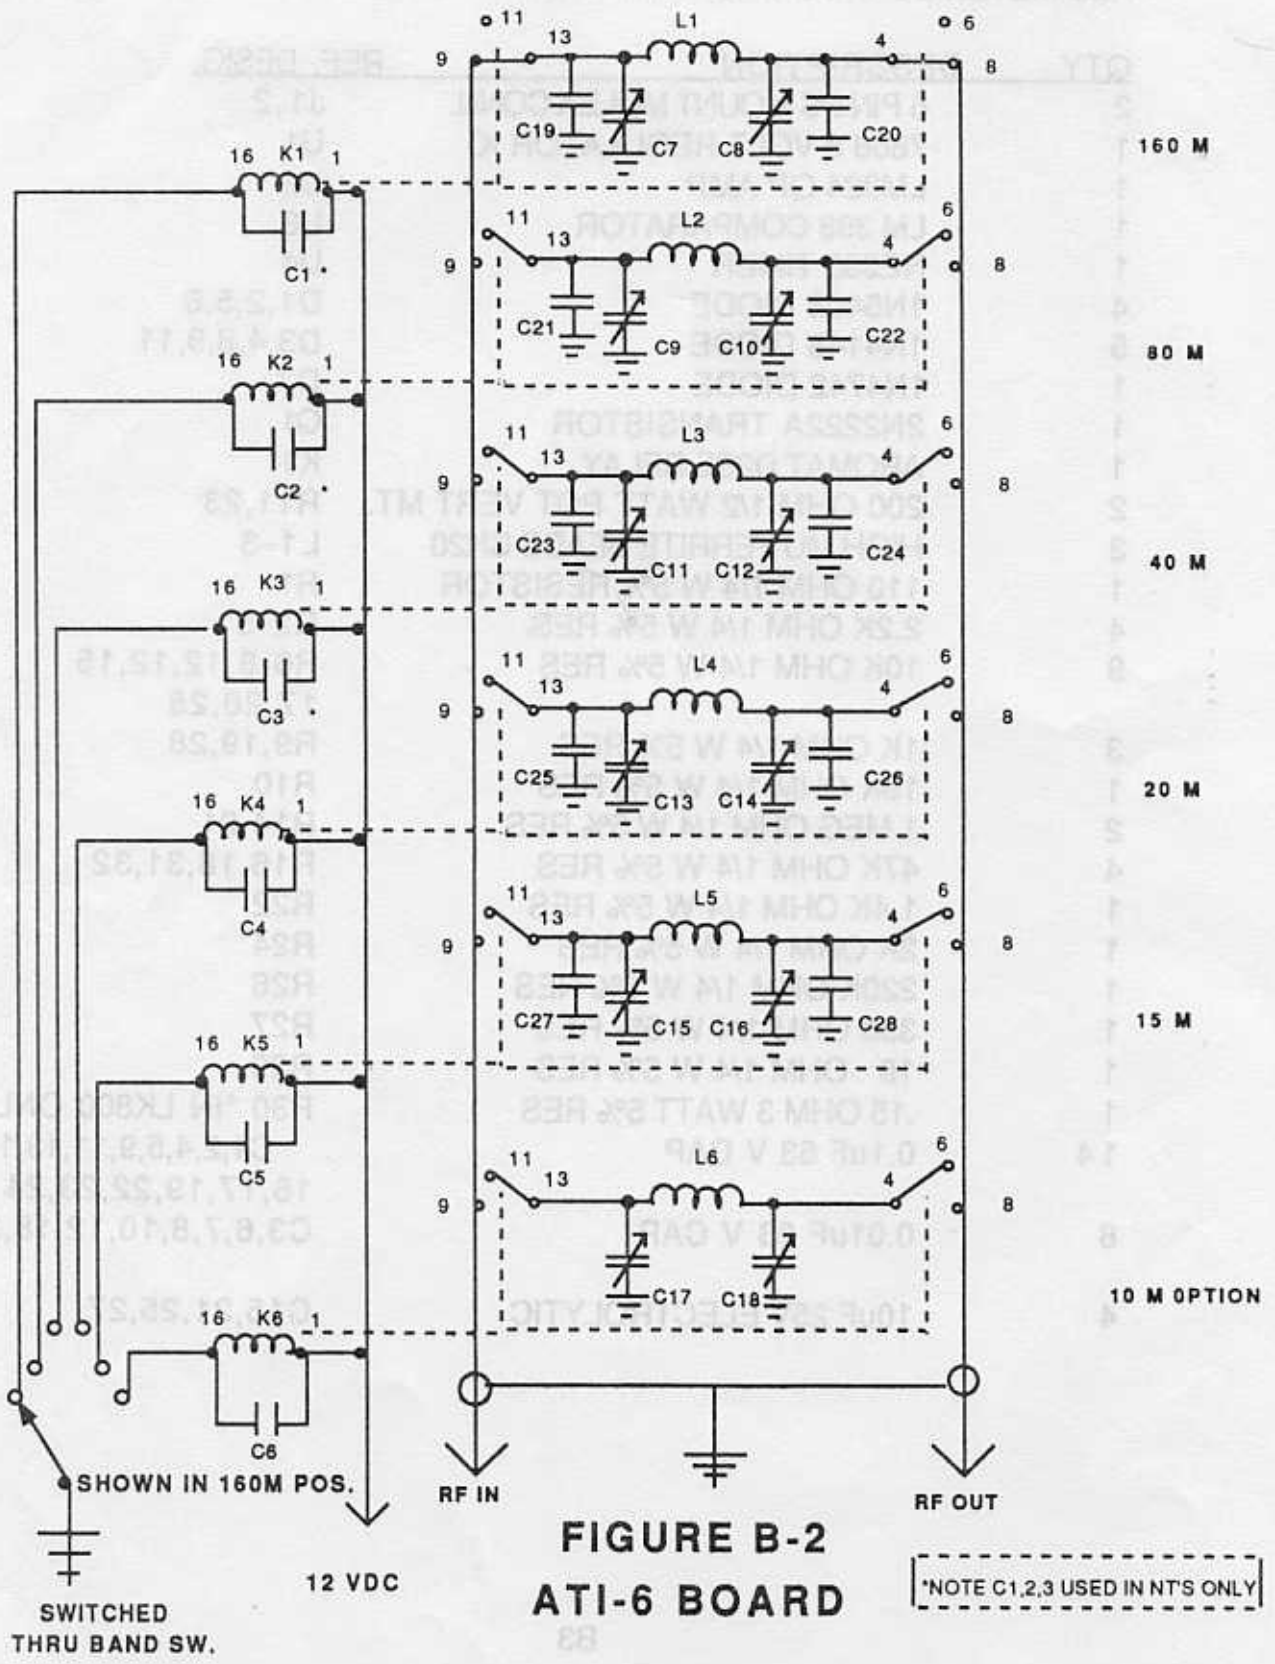 11 L1 6
9 13 4 8
C19 C7 C8 C20
160 M
16 K1 1
C1 *
11 L2 6
9 13 4 8
C21 C9 C10 C22
80 M
16 K2 1
C2 *
11 L3 6
9 13 4 8
C23 C11 C12 C24
40 M
16 K3 1
C3 *
11 L4 6
9 13 4 8
C25 C13 C14 C26
20 M
16 K4 1
C4
11 L5 6
9 13 4 8
C27 C15 C16 C28
15 M
16 K5 1
C5
11 L6 6
9 13 4 8
C17 C18
10 M OPTION
16 K6 1
C6
SHOWN IN 160M POS.
RF IN
RF OUT
12 VDC
SWITCHED
THRU BAND SW.
FIGURE B-2
ATI-6 BOARD
*NOTE C1,2,3 USED IN NT'S ONLY